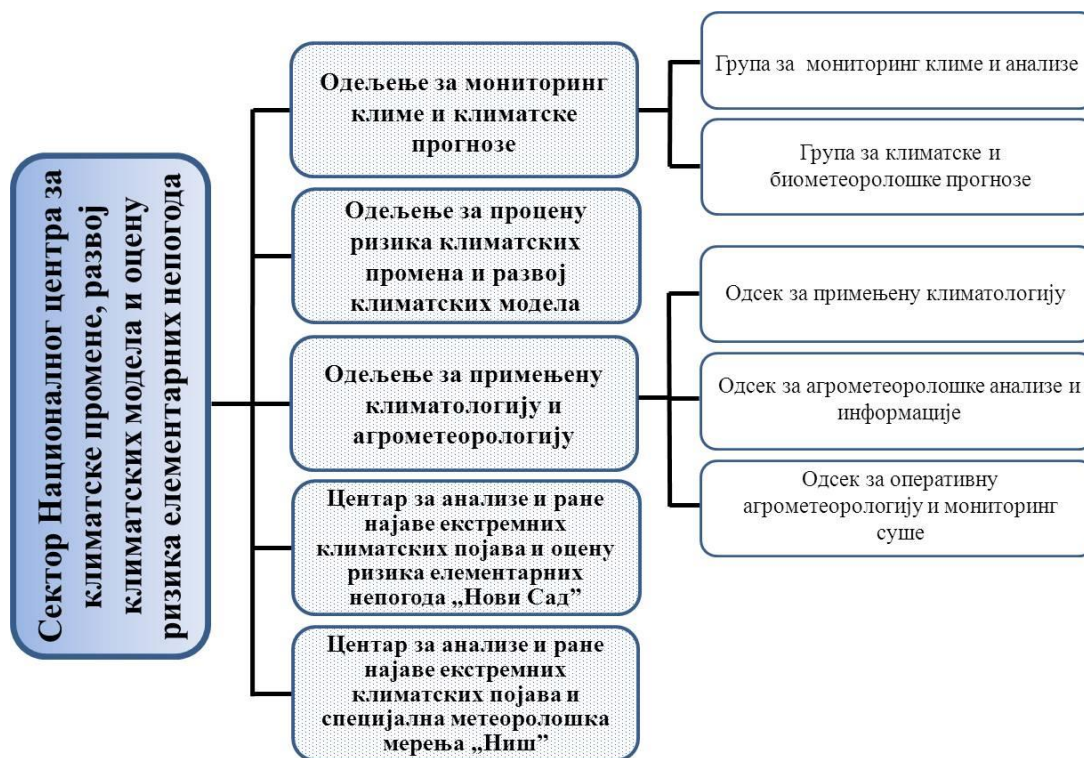 Сектор Националног центра за
климатске промене, развој
климатских модела и оцену
ризика елементарних непогода
Одељење за мониторинг
климе и климатске
прогнозе
Група за мониторинг климе и анализе
Група за климатске и
биометеоролошке прогнозе
Одељење за процену
ризика климатских
промена и развој
климатских модела
Одељење за примењену
климатологију и
агрометеорологију
Одсек за примењену климатологију
Одсек за агрометеоролошке анализе и
информације
Одсек за оперативну
агрометеорологију и мониторинг
суше
Центар за анализе и ране
најаве екстремних
климатских појава и оцену
ризика елементарних
непогода „Нови Сад”
Центар за анализе и ране
најаве екстремних
климатских појава и
специјална метеоролошка
мерења „Ниш”